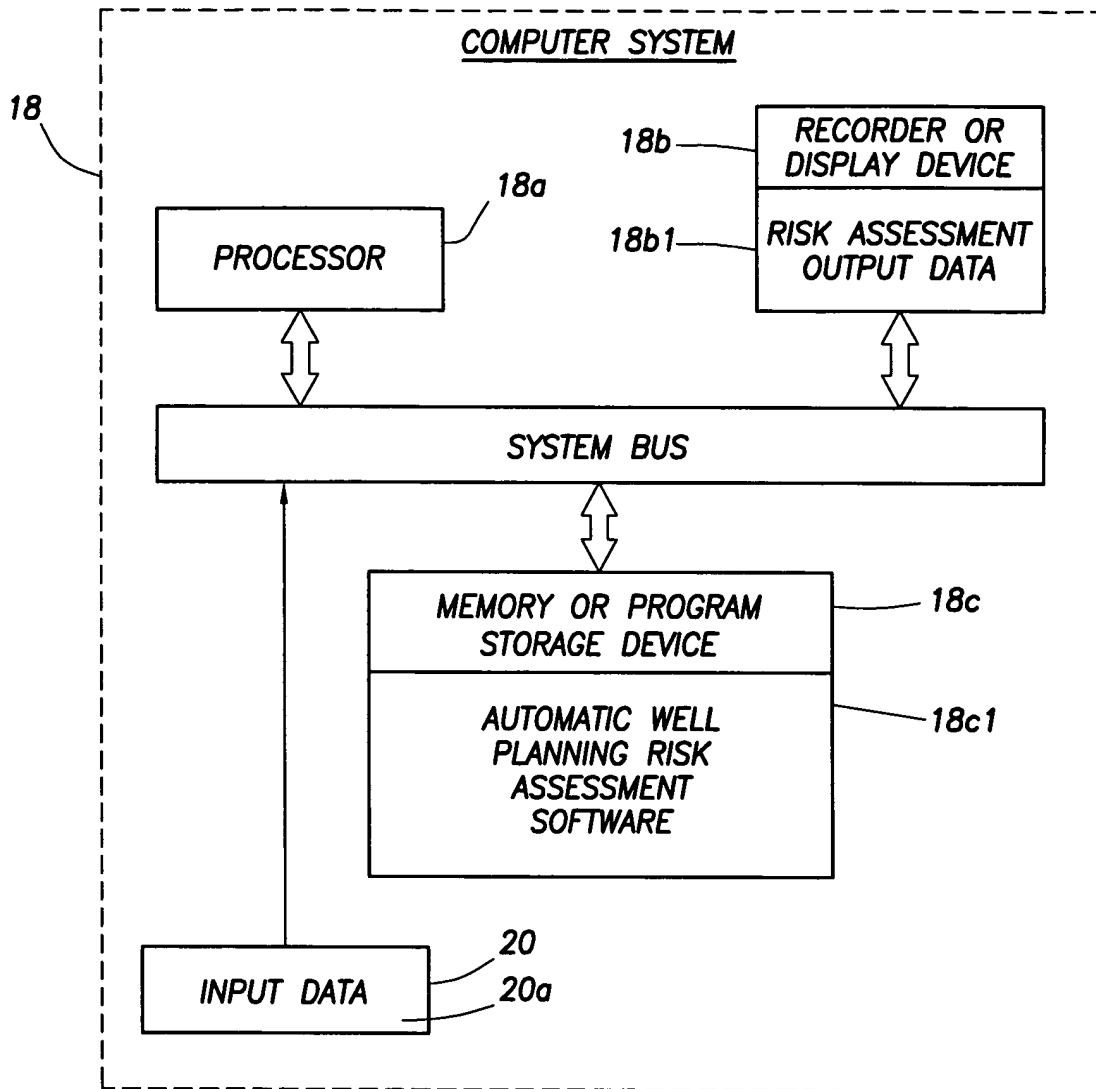 COMPUTER SYSTEM
18
18b
RECORDER OR
DISPLAY DEVICE
18a
PROCESSOR
18b1
RISK ASSESSMENT
OUTPUT DATA
SYSTEM BUS
MEMORY OR PROGRAM
STORAGE DEVICE
18c
AUTOMATIC WELL
PLANNING RISK
ASSESSMENT
SOFTWARE
18c1
INPUT DATA
20
20a